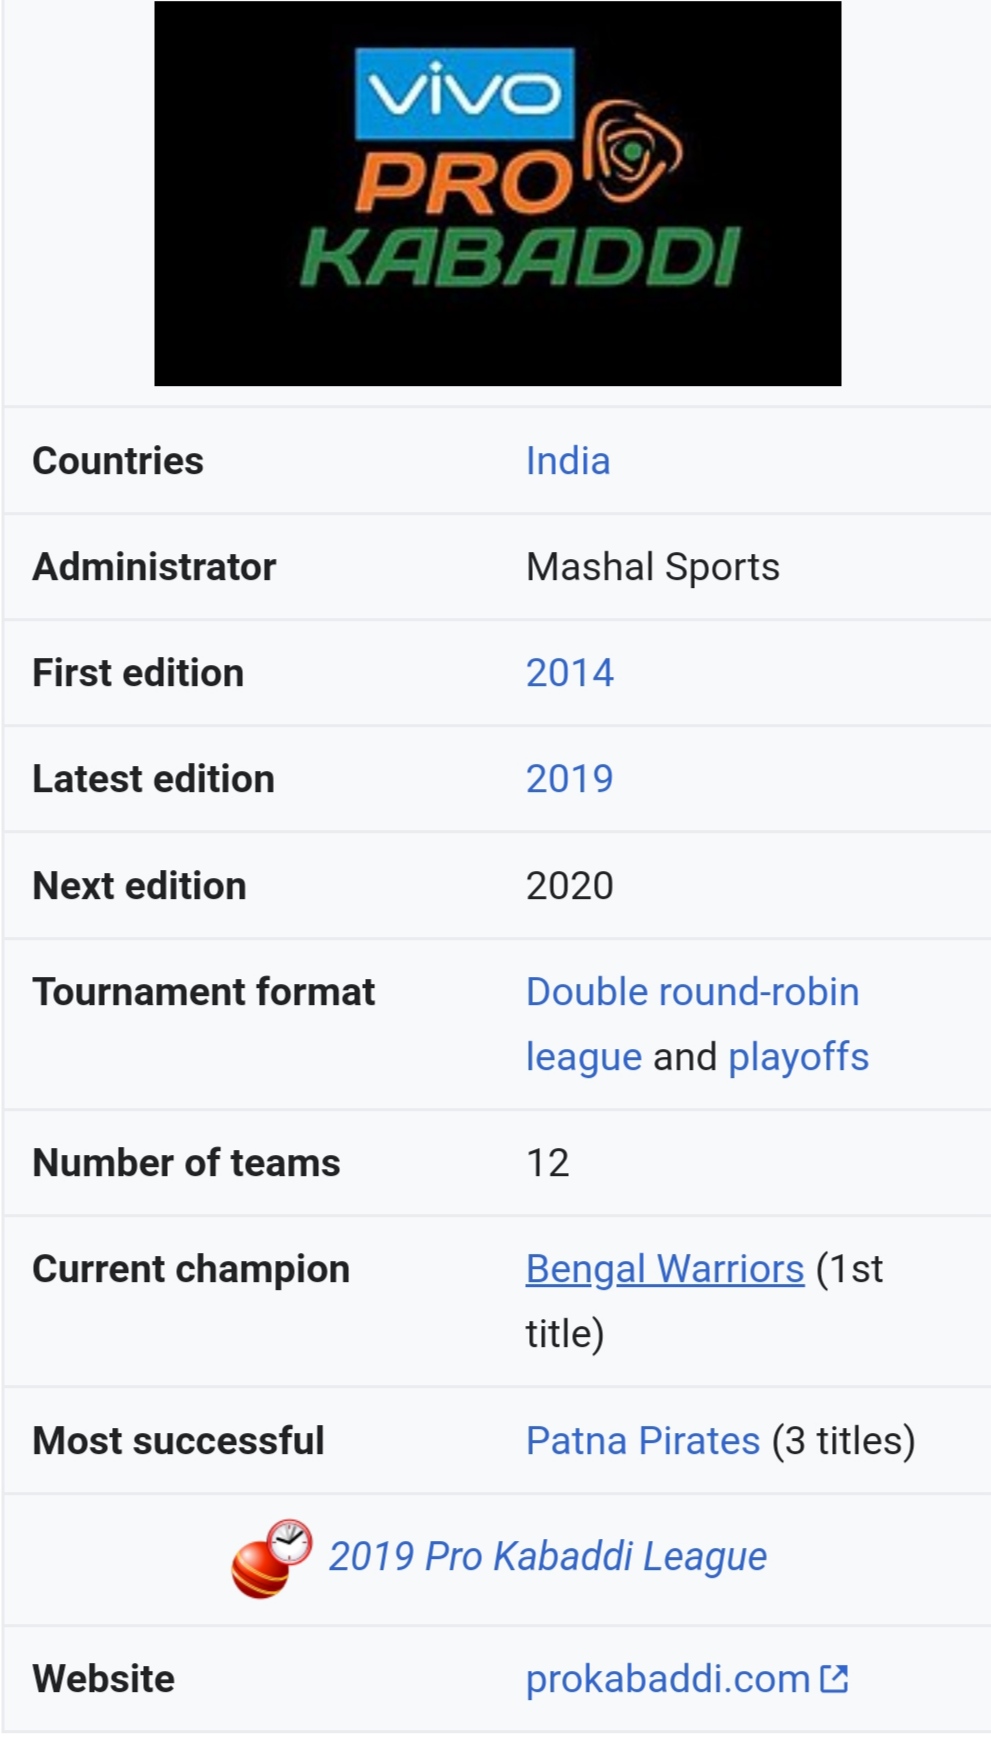 vivo
PRO
KABADDI
Countries India
Administrator Mashal Sports
First edition 2014
Latest edition 2019
Next edition 2020
Tournament format Double round-robin
league and playoffs
Number of teams 12
Current champion Bengal Warriors (1st
title)
Most successful Patna Pirates (3 titles)
2019 Pro Kabaddi League
Website prokabaddi.com